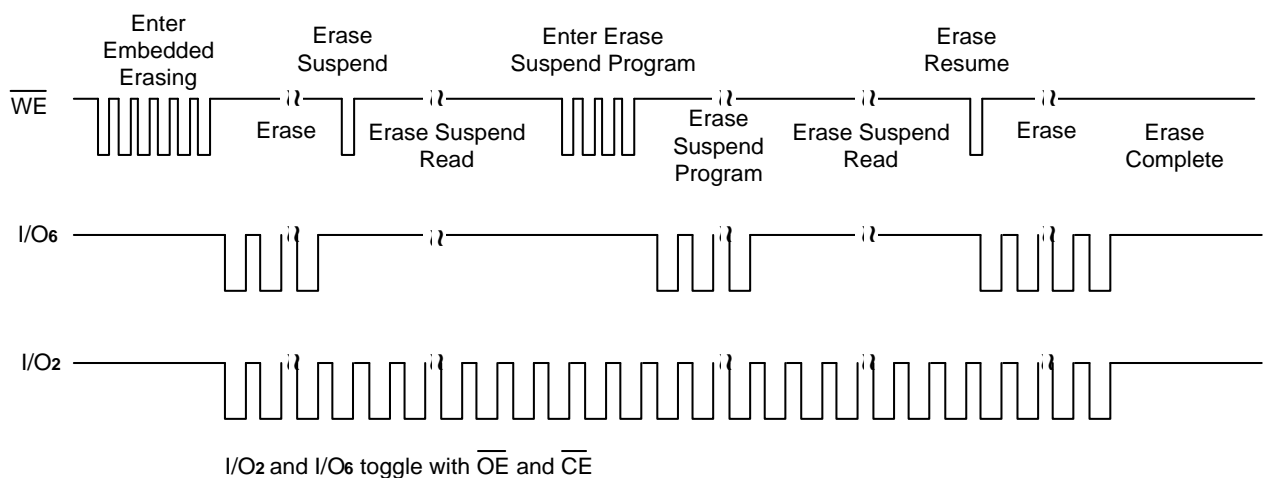 Enter
Embedded
Erasing
Erase
Suspend
Enter Erase
Suspend Program
Erase
Resume
WE
Erase
Erase Suspend
Read
Erase
Suspend
Program
Erase Suspend
Read
Erase
Erase
Complete
I/O6
I/O2
I/O2 and I/O6 toggle with OE and CE